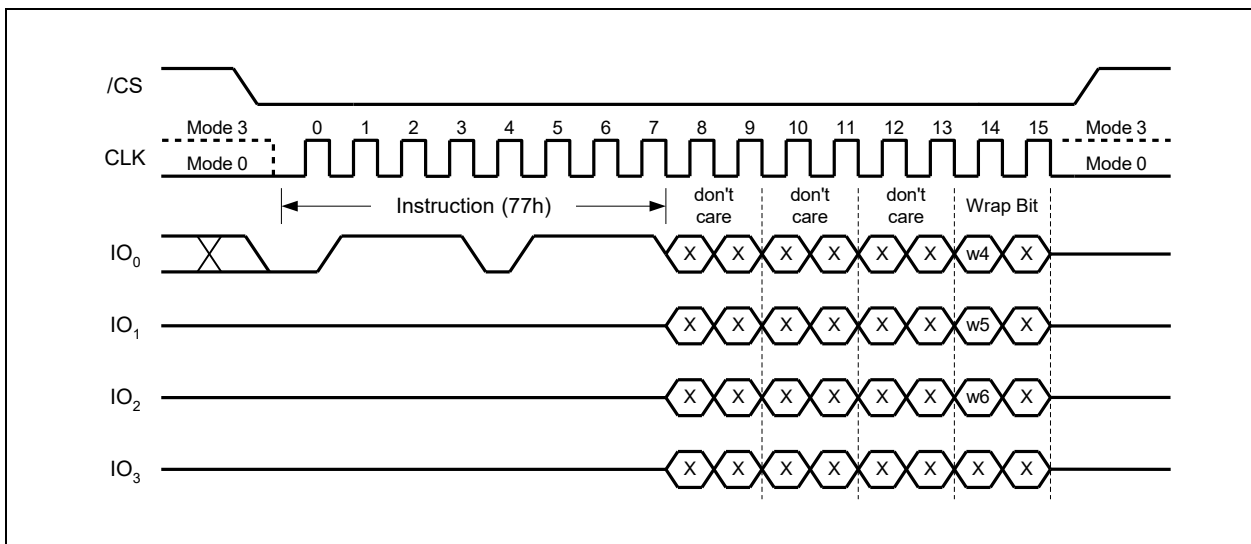 /CS
Mode 3 0 1 2 3 4 5 6 7 8 9 10 11 12 13 14 15 Mode 3
CLK
Mode 0 Mode 0
Instruction (77h) don't care don't care don't care Wrap Bit
IO0 X X X X X X w4 X
IO1 X X X X X X w5 X
IO2 X X X X X X w6 X
IO3 X X X X X X X X